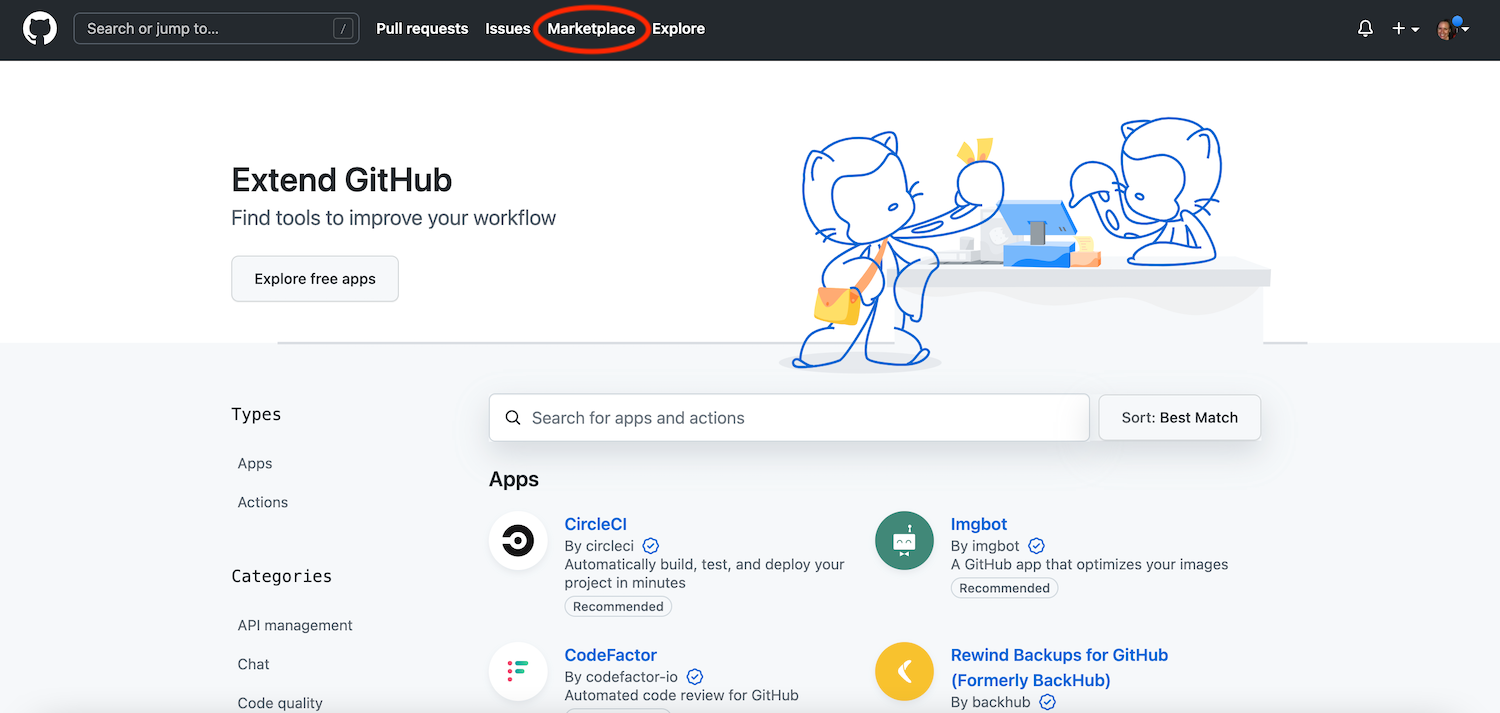 Search or jump to... /
Pull requests
Issues
Marketplace
Explore
Extend GitHub
Find tools to improve your workflow
Explore free apps
Types
Apps
Actions
Categories
API management
Chat
Code quality
Search for apps and actions
Sort: Best Match
Apps
CircleCI
By circleci
Automatically build, test, and deploy your
project in minutes
Recommended
Imgbot
By imgbot
A GitHub app that optimizes your images
Recommended
CodeFactor
By codefactor-io
Automated code review for GitHub
Rewind Backups for GitHub
(Formerly BackHub)
By backhub